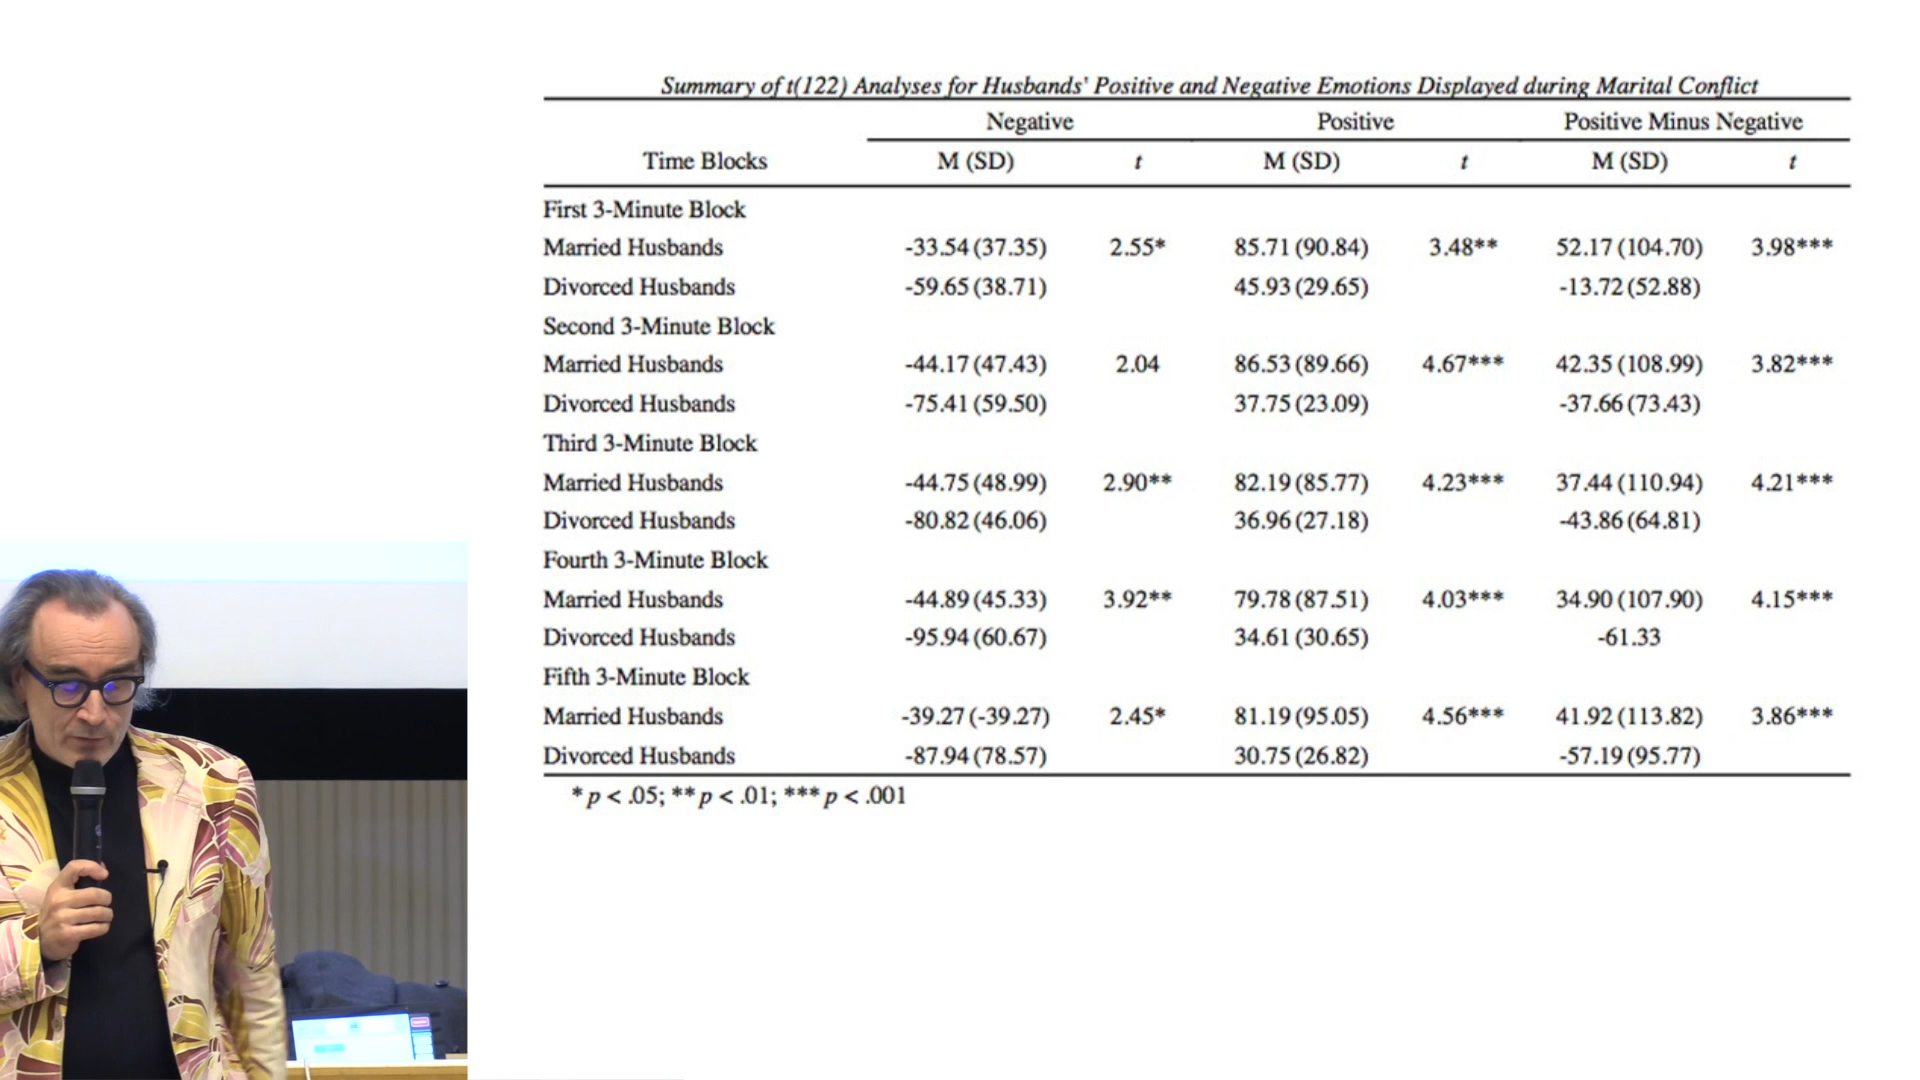 Summary of t(122) Analyses for Husbands' Positive and Negative Emotions Displayed during Marital Conflict
Negative Positive Positive Minus Negative
Time Blocks M (SD) t M (SD) t M (SD) t
First 3-Minute Block
Married Husbands -33.54 (37.35) 2.55* 85.71 (90.84) 3.48** 52.17 (104.70) 3.98***
Divorced Husbands -59.65 (38.71) 45.93 (29.65) -13.72 (52.88)
Second 3-Minute Block
Married Husbands -44.17 (47.43) 2.04 86.53 (89.66) 4.67*** 42.35 (108.99) 3.82***
Divorced Husbands -75.41 (59.50) 37.75 (23.09) -37.66 (73.43)
Third 3-Minute Block
Married Husbands -44.75 (48.99) 2.90** 82.19 (85.77) 4.23*** 37.44 (110.94) 4.21***
Divorced Husbands -80.82 (46.06) 36.96 (27.18) -43.86 (64.81)
Fourth 3-Minute Block
Married Husbands -44.89 (45.33) 3.92** 79.78 (87.51) 4.03*** 34.90 (107.90) 4.15***
Divorced Husbands -95.94 (60.67) 34.61 (30.65) -61.33
Fifth 3-Minute Block
Married Husbands -39.27 (-39.27) 2.45* 81.19 (95.05) 4.56*** 41.92 (113.82) 3.86***
Divorced Husbands -87.94 (78.57) 30.75 (26.82) -57.19 (95.77)
* p < .05; ** p < .01; *** p < .001